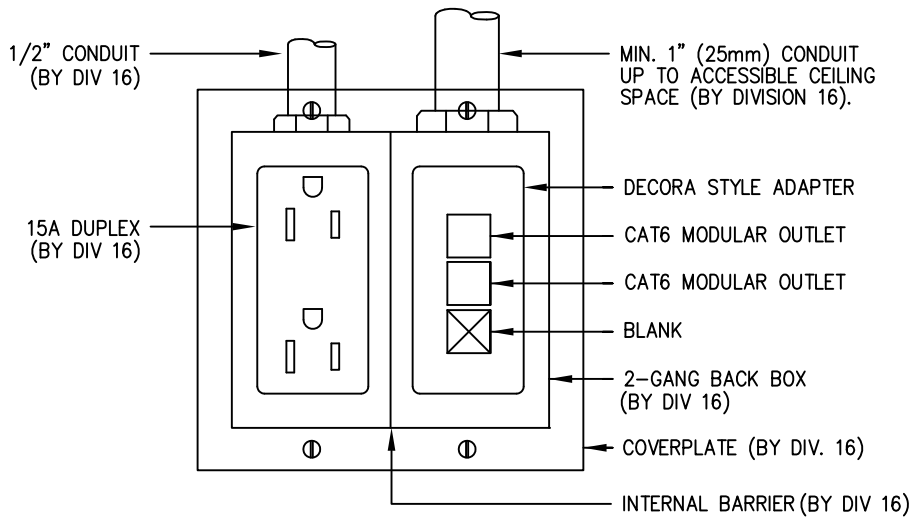 1/2" CONDUIT
(BY DIV 16)
MIN. 1" (25mm) CONDUIT
UP TO ACCESSIBLE CEILING
SPACE (BY DIVISION 16).
DECORA STYLE ADAPTER
15A DUPLEX
(BY DIV 16)
CAT6 MODULAR OUTLET
CAT6 MODULAR OUTLET
BLANK
2-GANG BACK BOX
(BY DIV 16)
COVERPLATE (BY DIV. 16)
INTERNAL BARRIER (BY DIV 16)